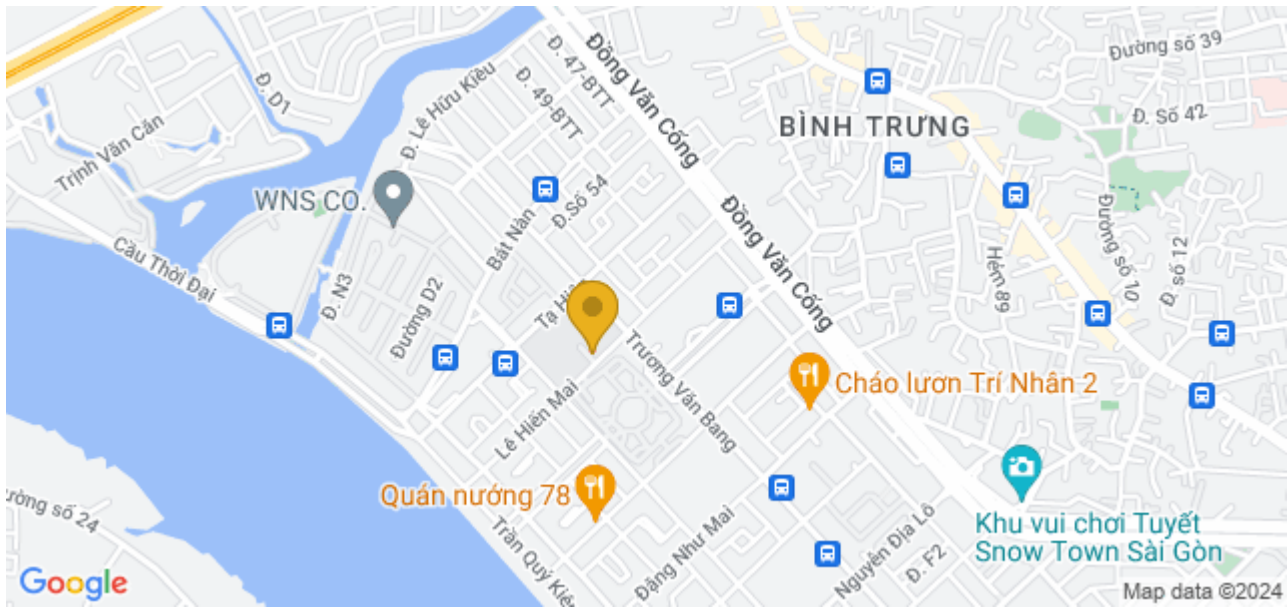 Đường số 39
Đ. 47-BTT
Đồng Văn Cống
Đ. D1
Đ. Lê Hữu Kiều
Đ. 49-BTT
Đ. Số 42
BÌNH TRƯNG
Trịnh Văn Căn
WNS CO.
Đ.Số 54
Bát Nàn
Đồng Văn Cống
Đường số 10
Đ. số 12
Hẻm 89
Cầu Thời Đại
Đ. N3
Đường D2
Tạ Hiện
Trương Văn Bang
Cháo lươn Trí Nhân 2
Lê Hiến Mai
Quán nướng 78
Khu vui chơi Tuyết
Snow Town Sài Gòn
Đặng Như Mai
Nguyễn Địa Lô
Đ. F2
Trần Quý Kiên
ường số 24
Google
Map data ©2024